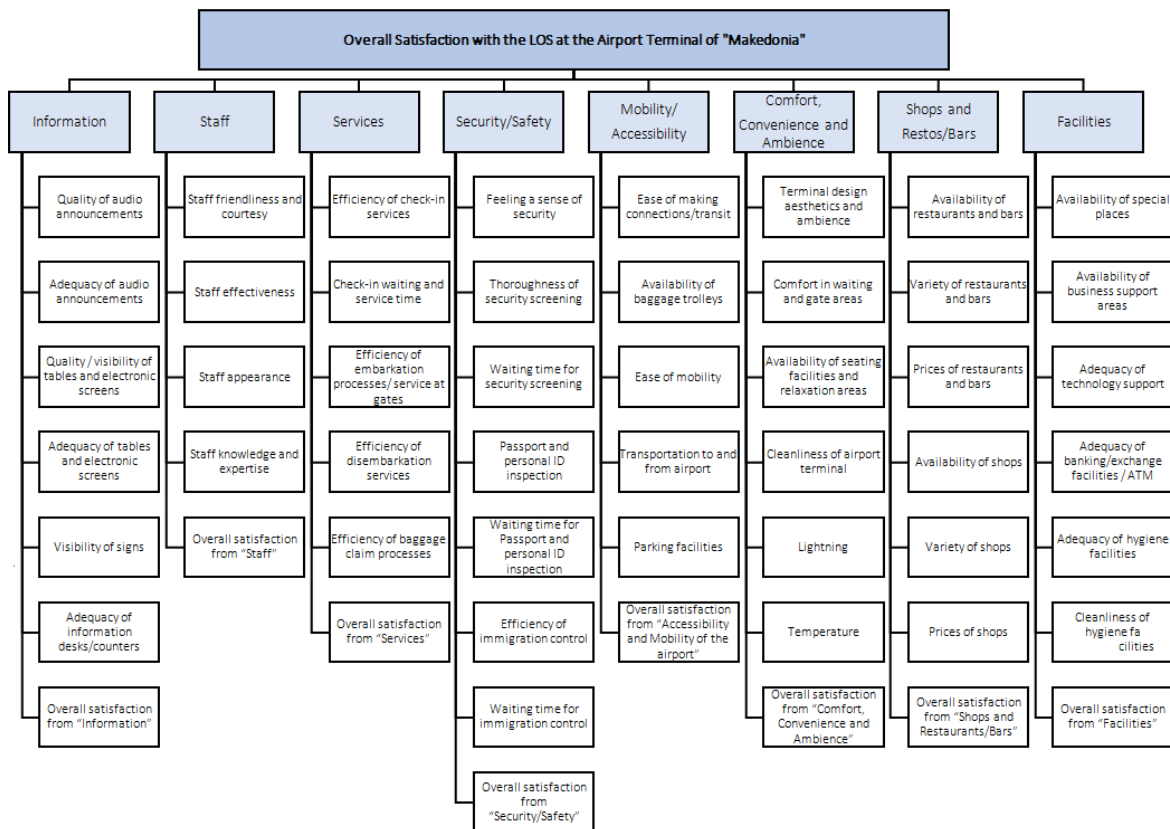 Overall Satisfaction with the LOS at the Airport Terminal of "Makedonia"
Information
Quality of audio
announcements
Adequacy of audio
announcements
Quality / visibility of
tables and electronic
screens
Adequacy of tables
and electronic
screens
Visibility of signs
Adequacy of
information
desks/counters
Overall satisfaction
from “Information”
Staff
Staff friendliness and
courtesy
Staff effectiveness
Staff appearance
Staff knowledge and
expertise
Overall satisfaction
from “Staff”
Services
Efficiency of check-in
services
Check-in waiting and
service time
Efficiency of
embarkation
processes/ service at
gates
Efficiency of
disembarkation
services
Efficiency of baggage
claim processes
Overall satisfaction
from “Services”
Security/Safety
Feeling a sense of
security
Thoroughness of
security screening
Waiting time for
security screening
Passport and
personal ID
inspection
Waiting time for
Passport and
personal ID
inspection
Efficiency of
immigration control
Waiting time for
immigration control
Overall satisfaction
from
“Security/Safety”
Mobility/
Accessibility
Ease of making
connections/transit
Availability of
baggage trolleys
Ease of mobility
Transportation to and
from airport
Parking facilities
Overall satisfaction
from “Accessibility
and Mobility of the
airport”
Comfort,
Convenience and
Ambience
Terminal design
aesthetics and
ambience
Comfort in waiting
and gate areas
Availability of seating
facilities and
relaxation areas
Cleanliness of airport
terminal
Lightning
Temperature
Overall satisfaction
from “Comfort,
Convenience and
Ambience”
Shops and
Restos/Bars
Availability of
restaurants and bars
Variety of restaurants
and bars
Prices of restaurants
and bars
Availability of shops
Variety of shops
Prices of shops
Overall satisfaction
from “Shops and
Restaurants/Bars”
Facilities
Availability of special
places
Availability of
business support
areas
Adequacy of
technology support
Adequacy of
banking/exchange
facilities / ATM
Adequacy of hygiene
facilities
Cleanliness of
hygiene fa
cilities
Overall satisfaction
from “Facilities”